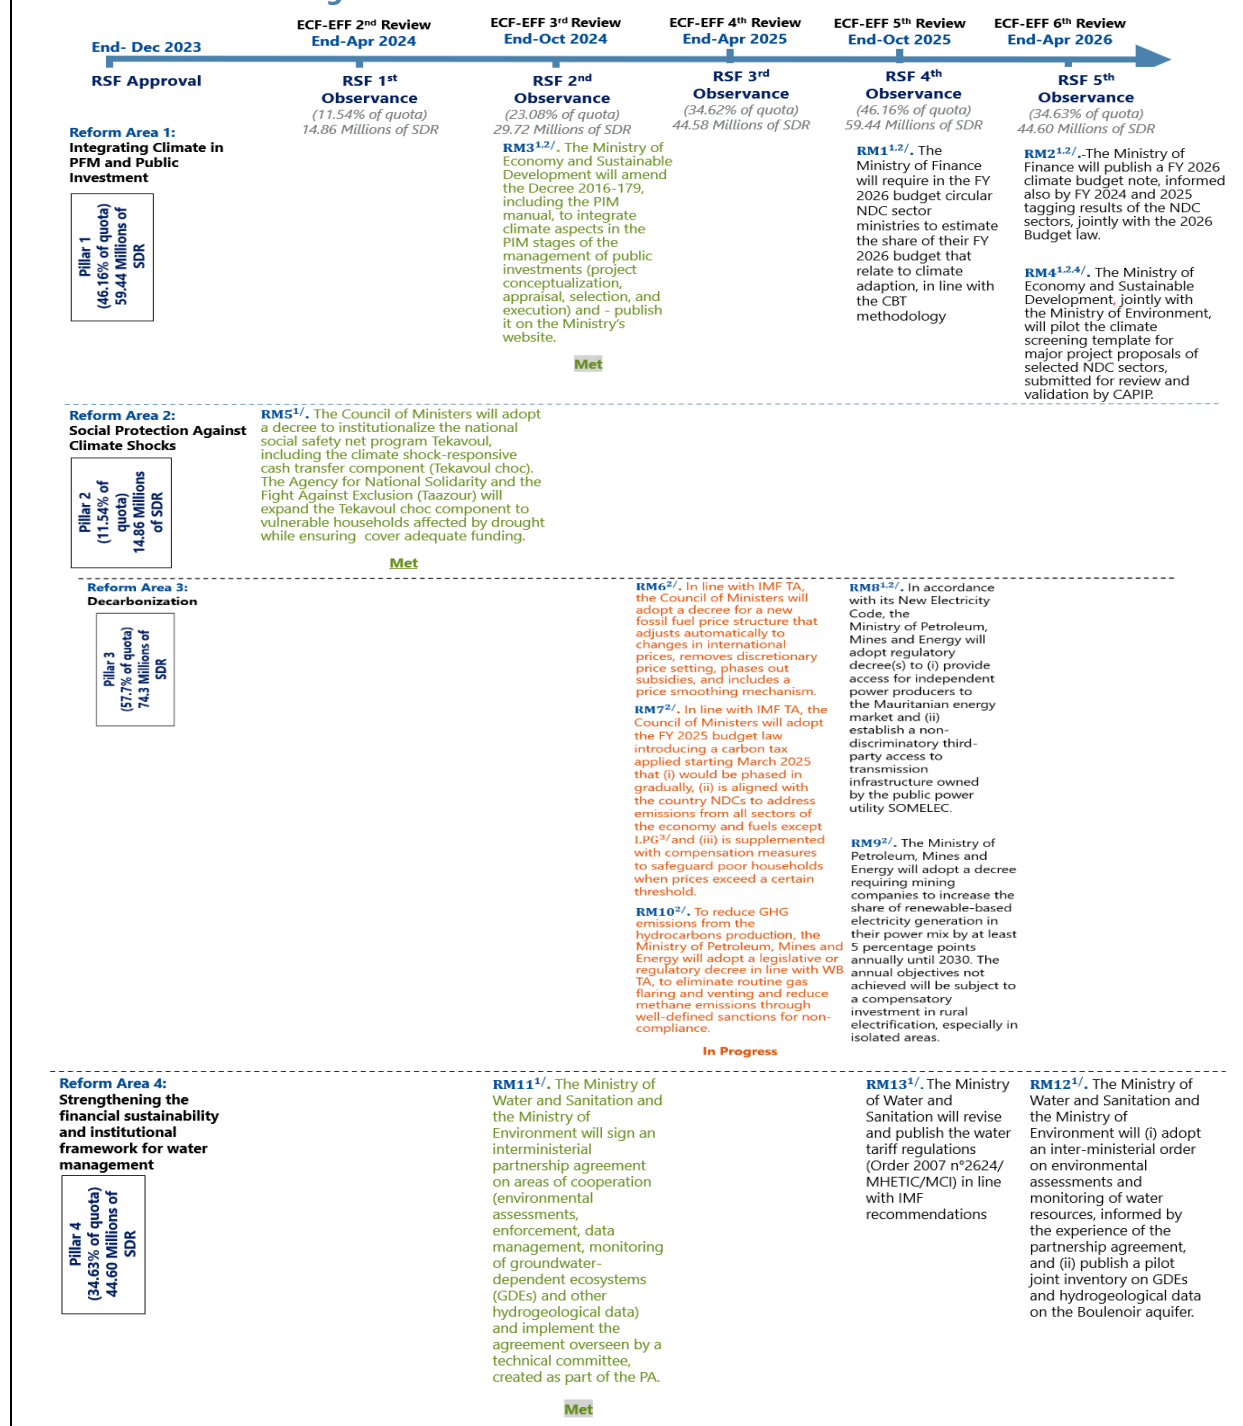 ECF-EFF 2nd Review
End-Apr 2024
ECF-EFF 3rd Review
End-Oct 2024
ECF-EFF 4th Review
End-Apr 2025
ECF-EFF 5th Review
End-Oct 2025
ECF-EFF 6th Review
End-Apr 2026
End- Dec 2023
RSF Approval
RSF 1st
Observance
(11.54% of quota)
14.86 Millions of SDR
RSF 2nd
Observance
(23.08% of quota)
29.72 Millions of SDR
RSF 3rd
Observance
(34.62% of quota)
44.58 Millions of SDR
RSF 4th
Observance
(46.16% of quota)
59.44 Millions of SDR
RSF 5th
Observance
(34.63% of quota)
44.60 Millions of SDR
Reform Area 1:
Integrating Climate in
PFM and Public
Investment
Pillar 1
(46.16% of quota)
59.44 Millions of
SDR
RM31,2/. The Ministry of
Economy and Sustainable
Development will amend
the Decree 2016-179,
including the PIM
manual, to integrate
climate aspects in the
PIM stages of the
management of public
investments (project
conceptualization,
appraisal, selection, and
execution) and - publish
it on the Ministry's
website.
Met
RM11,2/. The
Ministry of Finance
will require in the FY
2026 budget circular
NDC sector
ministries to estimate
the share of their FY
2026 budget that
relate to climate
adaption, in line with
the CBT
methodology
RM21,2/.-The Ministry of
Finance will publish a FY 2026
climate budget note, informed
also by FY 2024 and 2025
tagging results of the NDC
sectors, jointly with the 2026
Budget law.
RM41,2,4/. The Ministry of
Economy and Sustainable
Development, jointly with
the Ministry of Environment,
will pilot the climate
screening template for
major project proposals of
selected NDC sectors,
submitted for review and
validation by CAPIP.
Reform Area 2:
Social Protection Against
Climate Shocks
Pillar 2
(11.54% of
quota)
14.86 Millions
of SDR
RM51/. The Council of Ministers will adopt
a decree to institutionalize the national
social safety net program Tekavoul,
including the climate shock-responsive
cash transfer component (Tekavoul choc).
The Agency for National Solidarity and the
Fight Against Exclusion (Taazour) will
expand the Tekavoul choc component to
vulnerable households affected by drought
while ensuring cover adequate funding.
Met
Reform Area 3:
Decarbonization
Pillar 3
(57.7% of quota)
74.3 Millions of
SDR
RM62/. In line with IMF TA,
the Council of Ministers will
adopt a decree for a new
fossil fuel price structure that
adjusts automatically to
changes in international
prices, removes discretionary
price setting, phases out
subsidies, and includes a
price smoothing mechanism.
RM72/. In line with IMF TA, the
Council of Ministers will adopt
the FY 2025 budget law
introducing a carbon tax
applied starting March 2025
that (i) would be phased in
gradually, (ii) is aligned with
the country NDCs to address
emissions from all sectors of
the economy and fuels except
LPG3/and (iii) is supplemented
with compensation measures
to safeguard poor households
when prices exceed a certain
threshold.
RM102/. To reduce GHG
emissions from the
hydrocarbons production, the
Ministry of Petroleum, Mines and
Energy will adopt a legislative or
regulatory decree in line with WB
TA, to eliminate routine gas
flaring and venting and reduce
methane emissions through
well-defined sanctions for non-
compliance.
In Progress
RM81,2/. In accordance
with its New Electricity
Code, the
Ministry of Petroleum,
Mines and Energy will
adopt regulatory
decree(s) to (i) provide
access for independent
power producers to
the Mauritanian energy
market and (ii)
establish a non-
discriminatory third-
party access to
transmission
infrastructure owned
by the public power
utility SOMELEC.
RM92/. The Ministry of
Petroleum, Mines and
Energy will adopt a decree
requiring mining
companies to increase the
share of renewable-based
electricity generation in
their power mix by at least
5 percentage points
annually until 2030. The
annual objectives not
achieved will be subject to
a compensatory
investment in rural
electrification, especially in
isolated areas.
Reform Area 4:
Strengthening the
financial sustainability
and institutional
framework for water
management
Pillar 4
(34.63% of quota)
44.60 Millions of
SDR
RM111/. The Ministry of
Water and Sanitation and
the Ministry of
Environment will sign an
interministerial
partnership agreement
on areas of cooperation
(environmental
assessments,
enforcement, data
management, monitoring
of groundwater-
dependent ecosystems
(GDEs) and other
hydrogeological data)
and implement the
agreement overseen by a
technical committee,
created as part of the PA.
Met
RM131/. The Ministry
of Water and
Sanitation will revise
and publish the water
tariff regulations
(Order 2007 n°2624/
MHETIC/MCI) in line
with IMF
recommendations
RM121/. The Ministry of
Water and Sanitation and
the Ministry of
Environment will (i) adopt
an inter-ministerial order
on environmental
assessments and
monitoring of water
resources, informed by
the experience of the
partnership agreement,
and (ii) publish a pilot
joint inventory on GDEs
and hydrogeological data
on the Boulenoir aquifer.